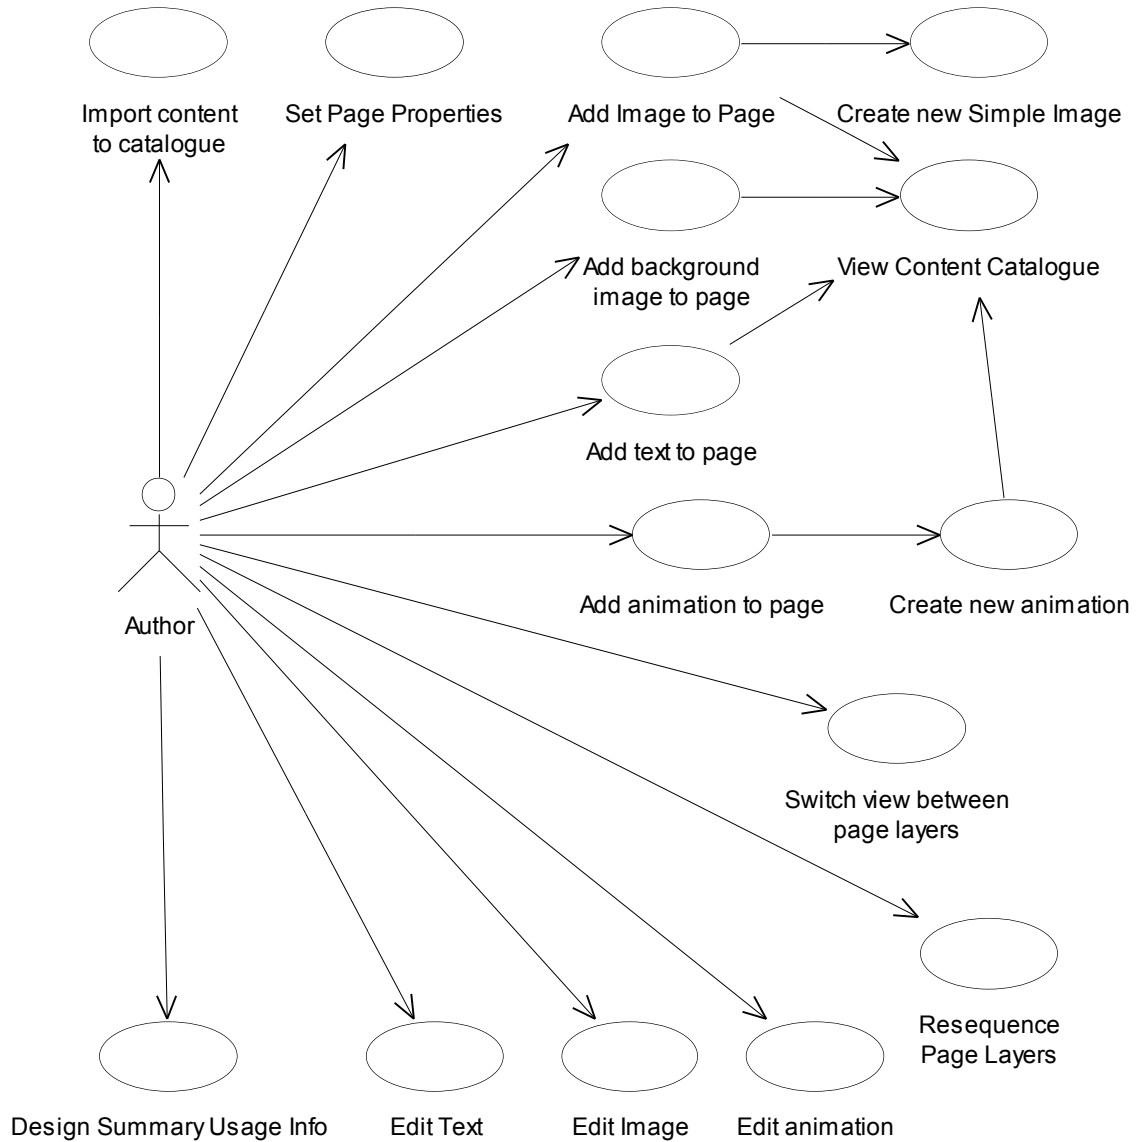 Import content
to catalogue
Set Page Properties
Add Image to Page
Create new Simple Image
Add background
image to page
View Content Catalogue
Add text to page
Add animation to page
Create new animation
Author
Switch view between
page layers
Resequence
Page Layers
Design Summary Usage Info
Edit Text
Edit Image
Edit animation